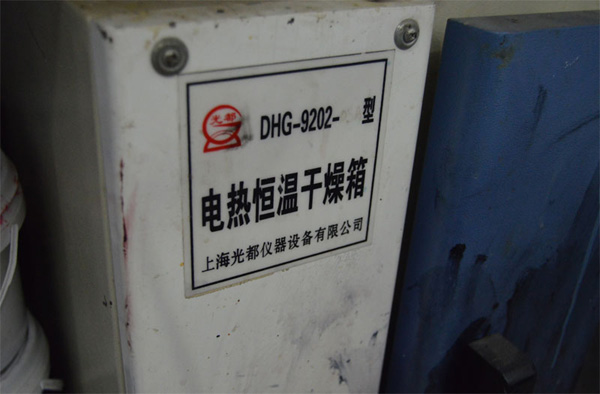 光都
DHG-9202- 型
电热恒温干燥箱
上海光都仪器设备有限公司